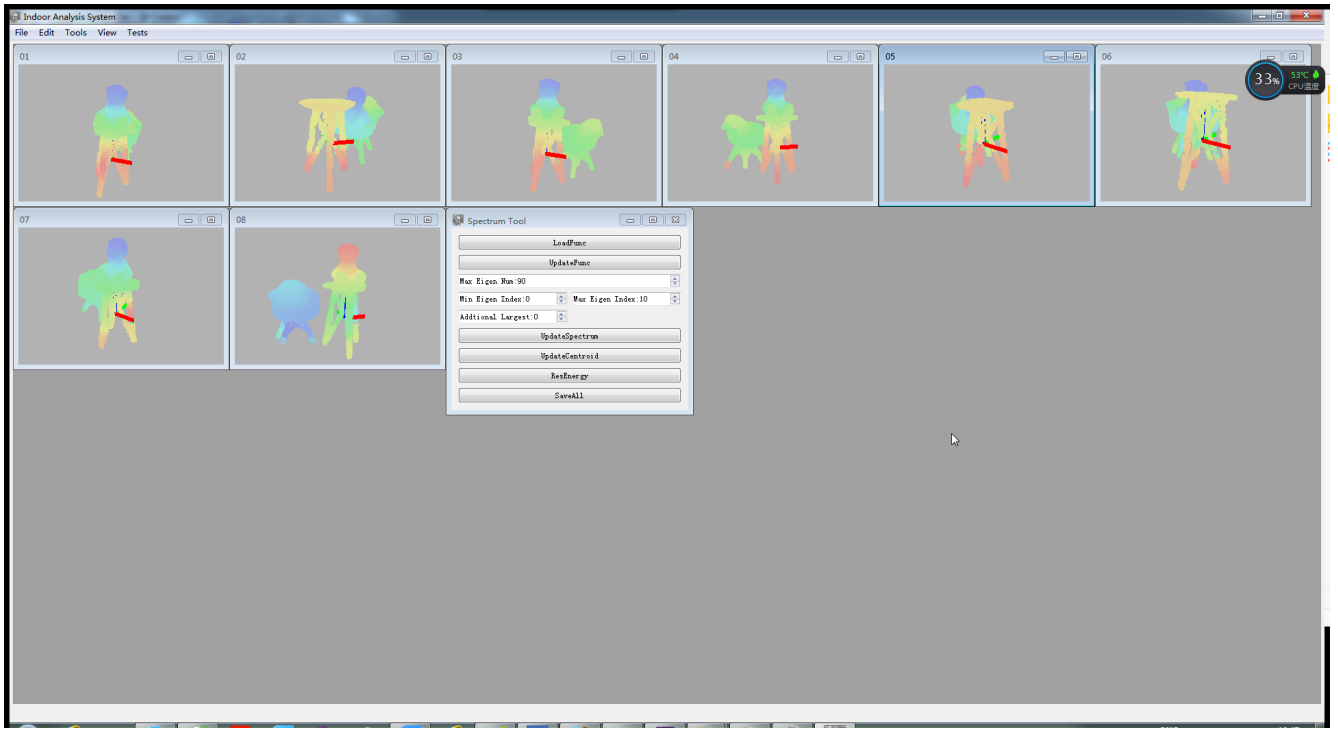 Indoor Analysis System
File Edit Tools View Tests
01
02
03
04
05
06
33%
53℃
CPU温度
07
08
Spectrum Tool
LoadFunc
UpdateFunc
Max Eigen Num:90
Min Eigen Index:0 Max Eigen Index:10
Addtional Largest:0
UpdateSpectrum
UpdateCentroid
ResEnergy
SaveAll